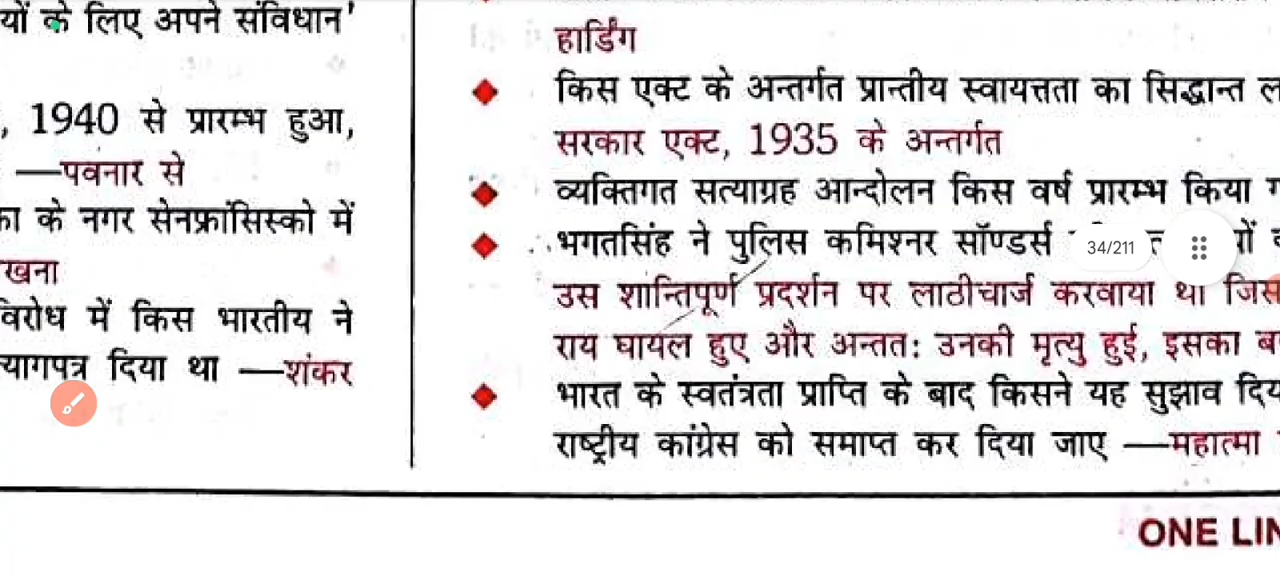 यों के लिए अपने संविधान'
, 1940 से प्रारम्भ हुआ,
—पवनार से
के नगर सेनफ्रांसिस्को में
खना
विरोध में किस भारतीय ने
यागपत्र दिया था —शंकर
हार्डिंग
◆ किस एक्ट के अन्तर्गत प्रान्तीय स्वायत्तता का सिद्धान्त
सरकार एक्ट, 1935 के अन्तर्गत
◆ व्यक्तिगत सत्याग्रह आन्दोलन किस वर्ष प्रारम्भ किया
◆ भगतसिंह ने पुलिस कमिश्नर सॉण्डर्स
34/211
उस शान्तिपूर्ण प्रदर्शन पर लाठीचार्ज करवाया था
राय घायल हुए और अन्तत: उनकी मृत्यु हुई, इसका
◆ भारत के स्वतंत्रता प्राप्ति के बाद किसने यह सुझाव
राष्ट्रीय कांग्रेस को समाप्त कर दिया जाए —महात्मा
ONE LIN